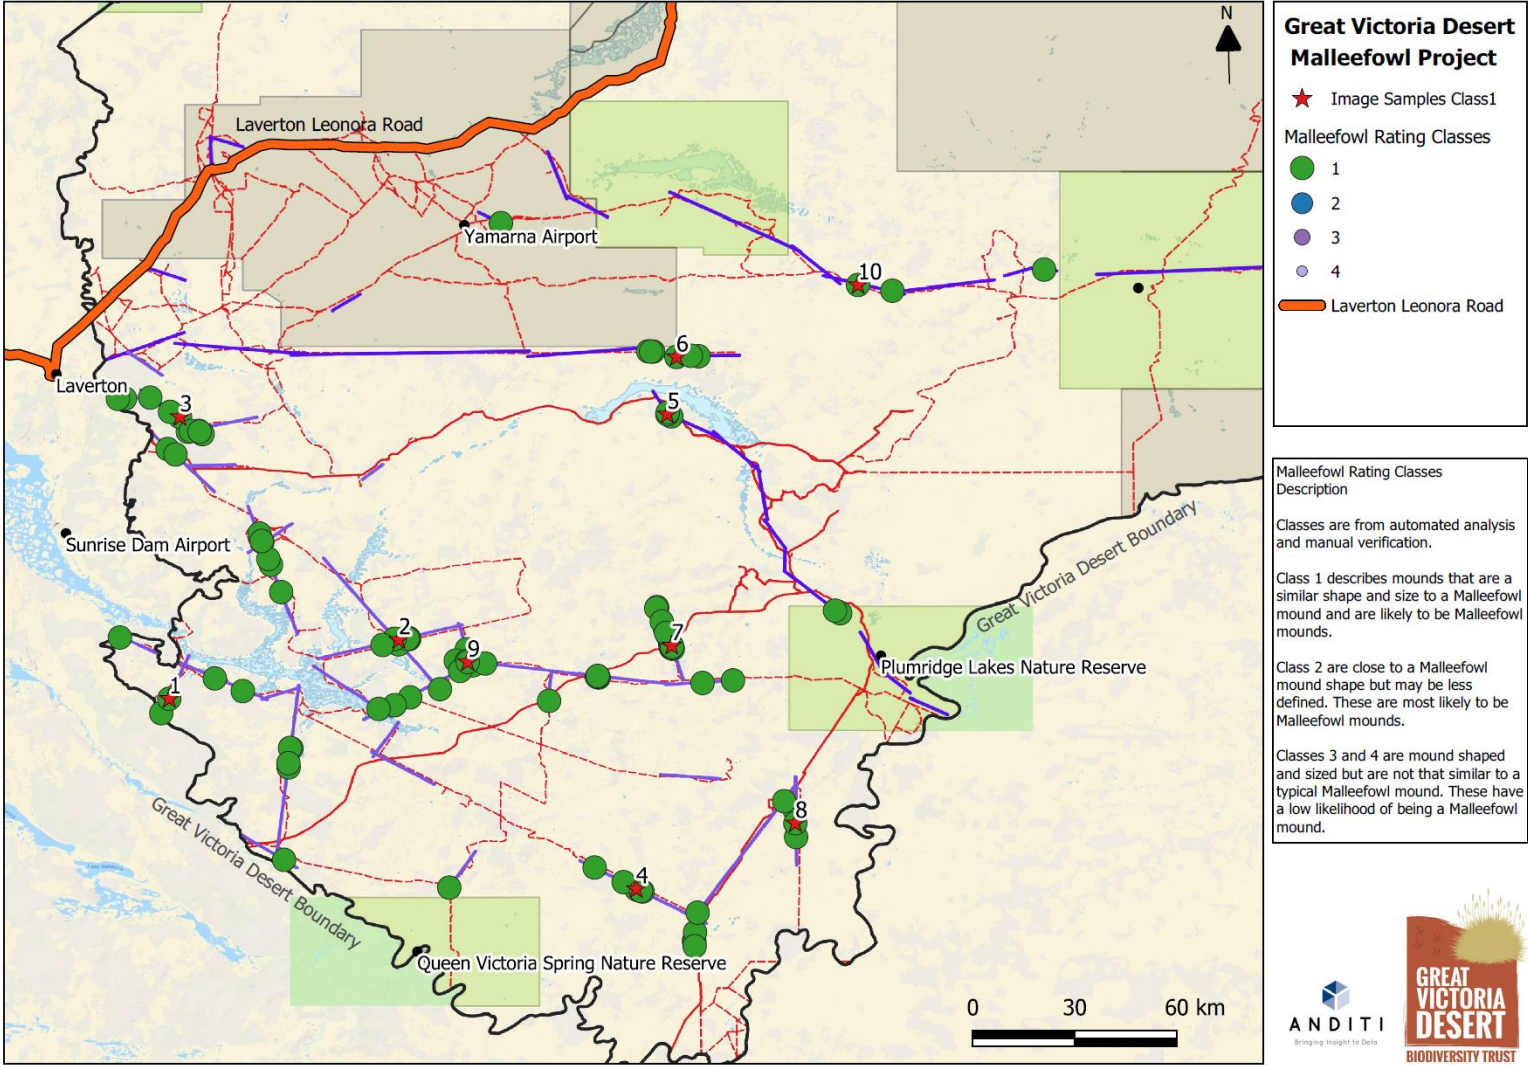 N
Laverton Leonora Road
Yamarna Airport
10
6
Laverton
3
5
Sunrise Dam Airport
Great Victoria Desert Boundary
2
9
7
Plumridge Lakes Nature Reserve
1
8
Great Victoria Desert Boundary
4
Queen Victoria Spring Nature Reserve
0 30 60 km
Great Victoria Desert
Malleefowl Project
Image Samples Class1
Malleefowl Rating Classes
1
2
3
4
Laverton Leonora Road
Malleefowl Rating Classes
Description
Classes are from automated analysis
and manual verification.
Class 1 describes mounds that are a
similar shape and size to a Malleefowl
mound and are likely to be Malleefowl
mounds.
Class 2 are close to a Malleefowl
mound shape but may be less
defined. These are most likely to be
Malleefowl mounds.
Classes 3 and 4 are mound shaped
and sized but are not that similar to a
typical Malleefowl mound. These have
a low likelihood of being a Malleefowl
mound.
ANDITI
Bringing Insight to Data
GREAT
VICTORIA
DESERT
BIODIVERSITY TRUST